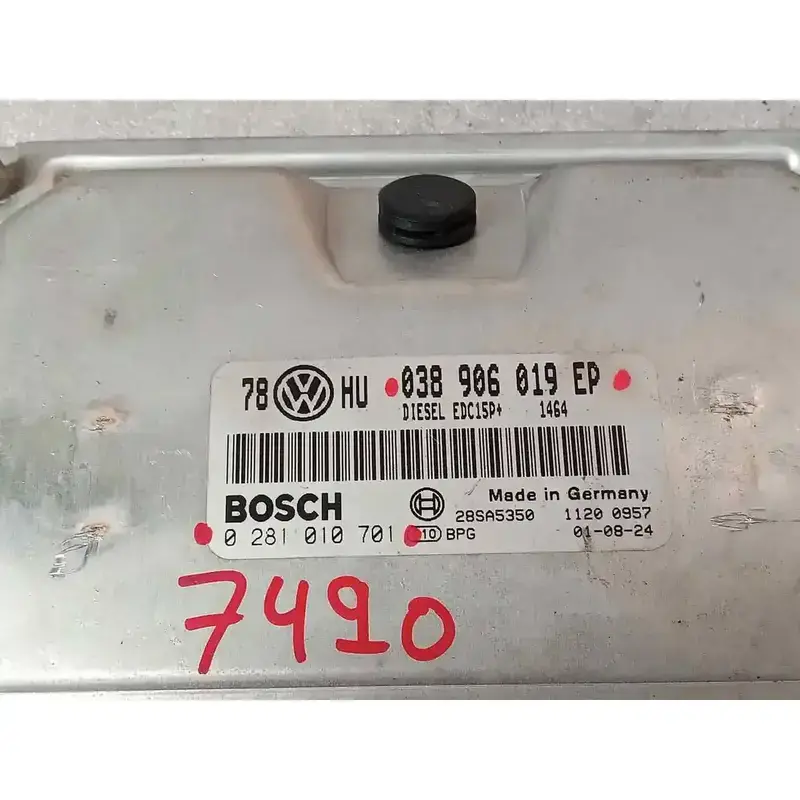 78 HU 038 906 019 EP
DIESEL EDC15P+ 1464
BOSCH
Made in Germany
28SA5350 1120 0957
0 281 010 701 10 BPG 01-08-24
7490